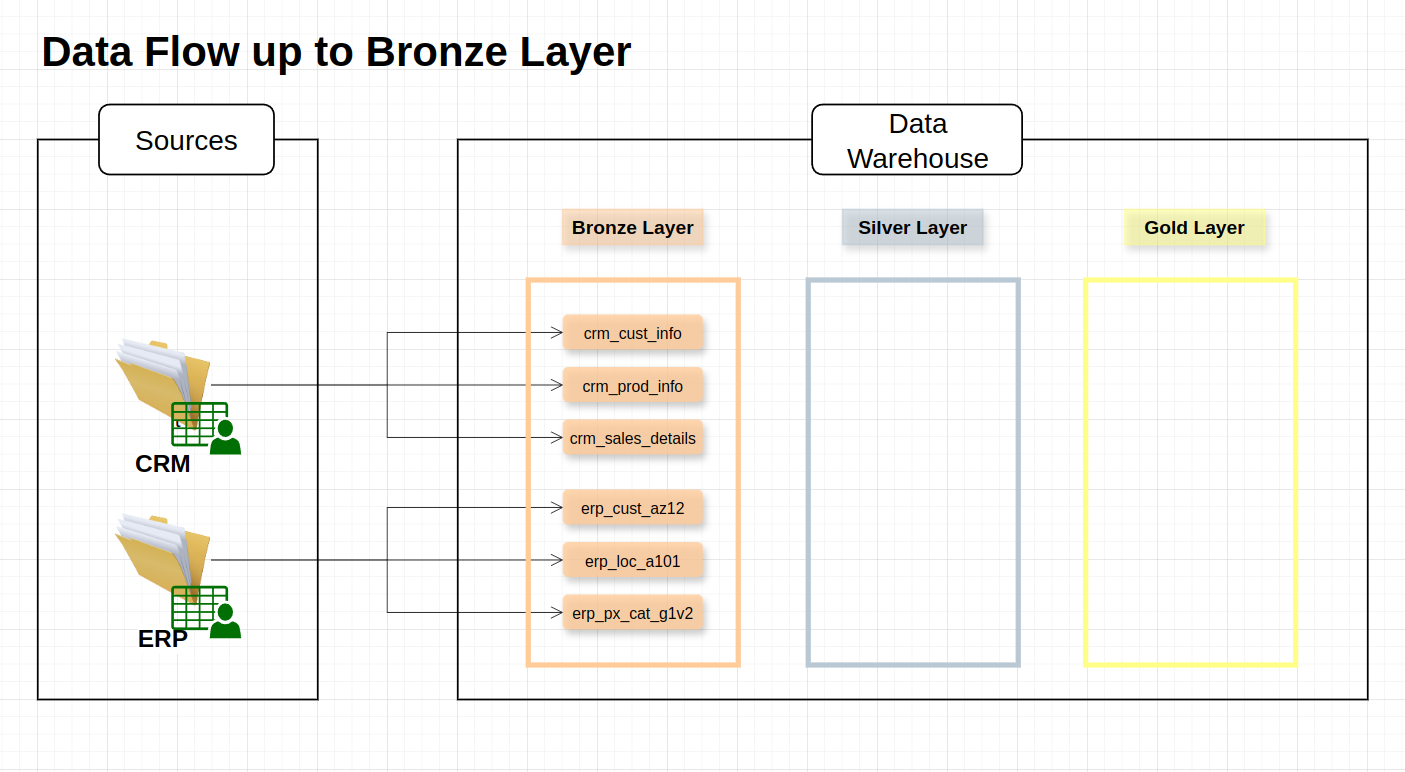 Data Flow up to Bronze Layer
Sources
Data
Warehouse
Bronze Layer
Silver Layer
Gold Layer
crm_cust_info
crm_prod_info
crm_sales_details
CRM
erp_cust_az12
erp_loc_a101
erp_px_cat_g1v2
ERP